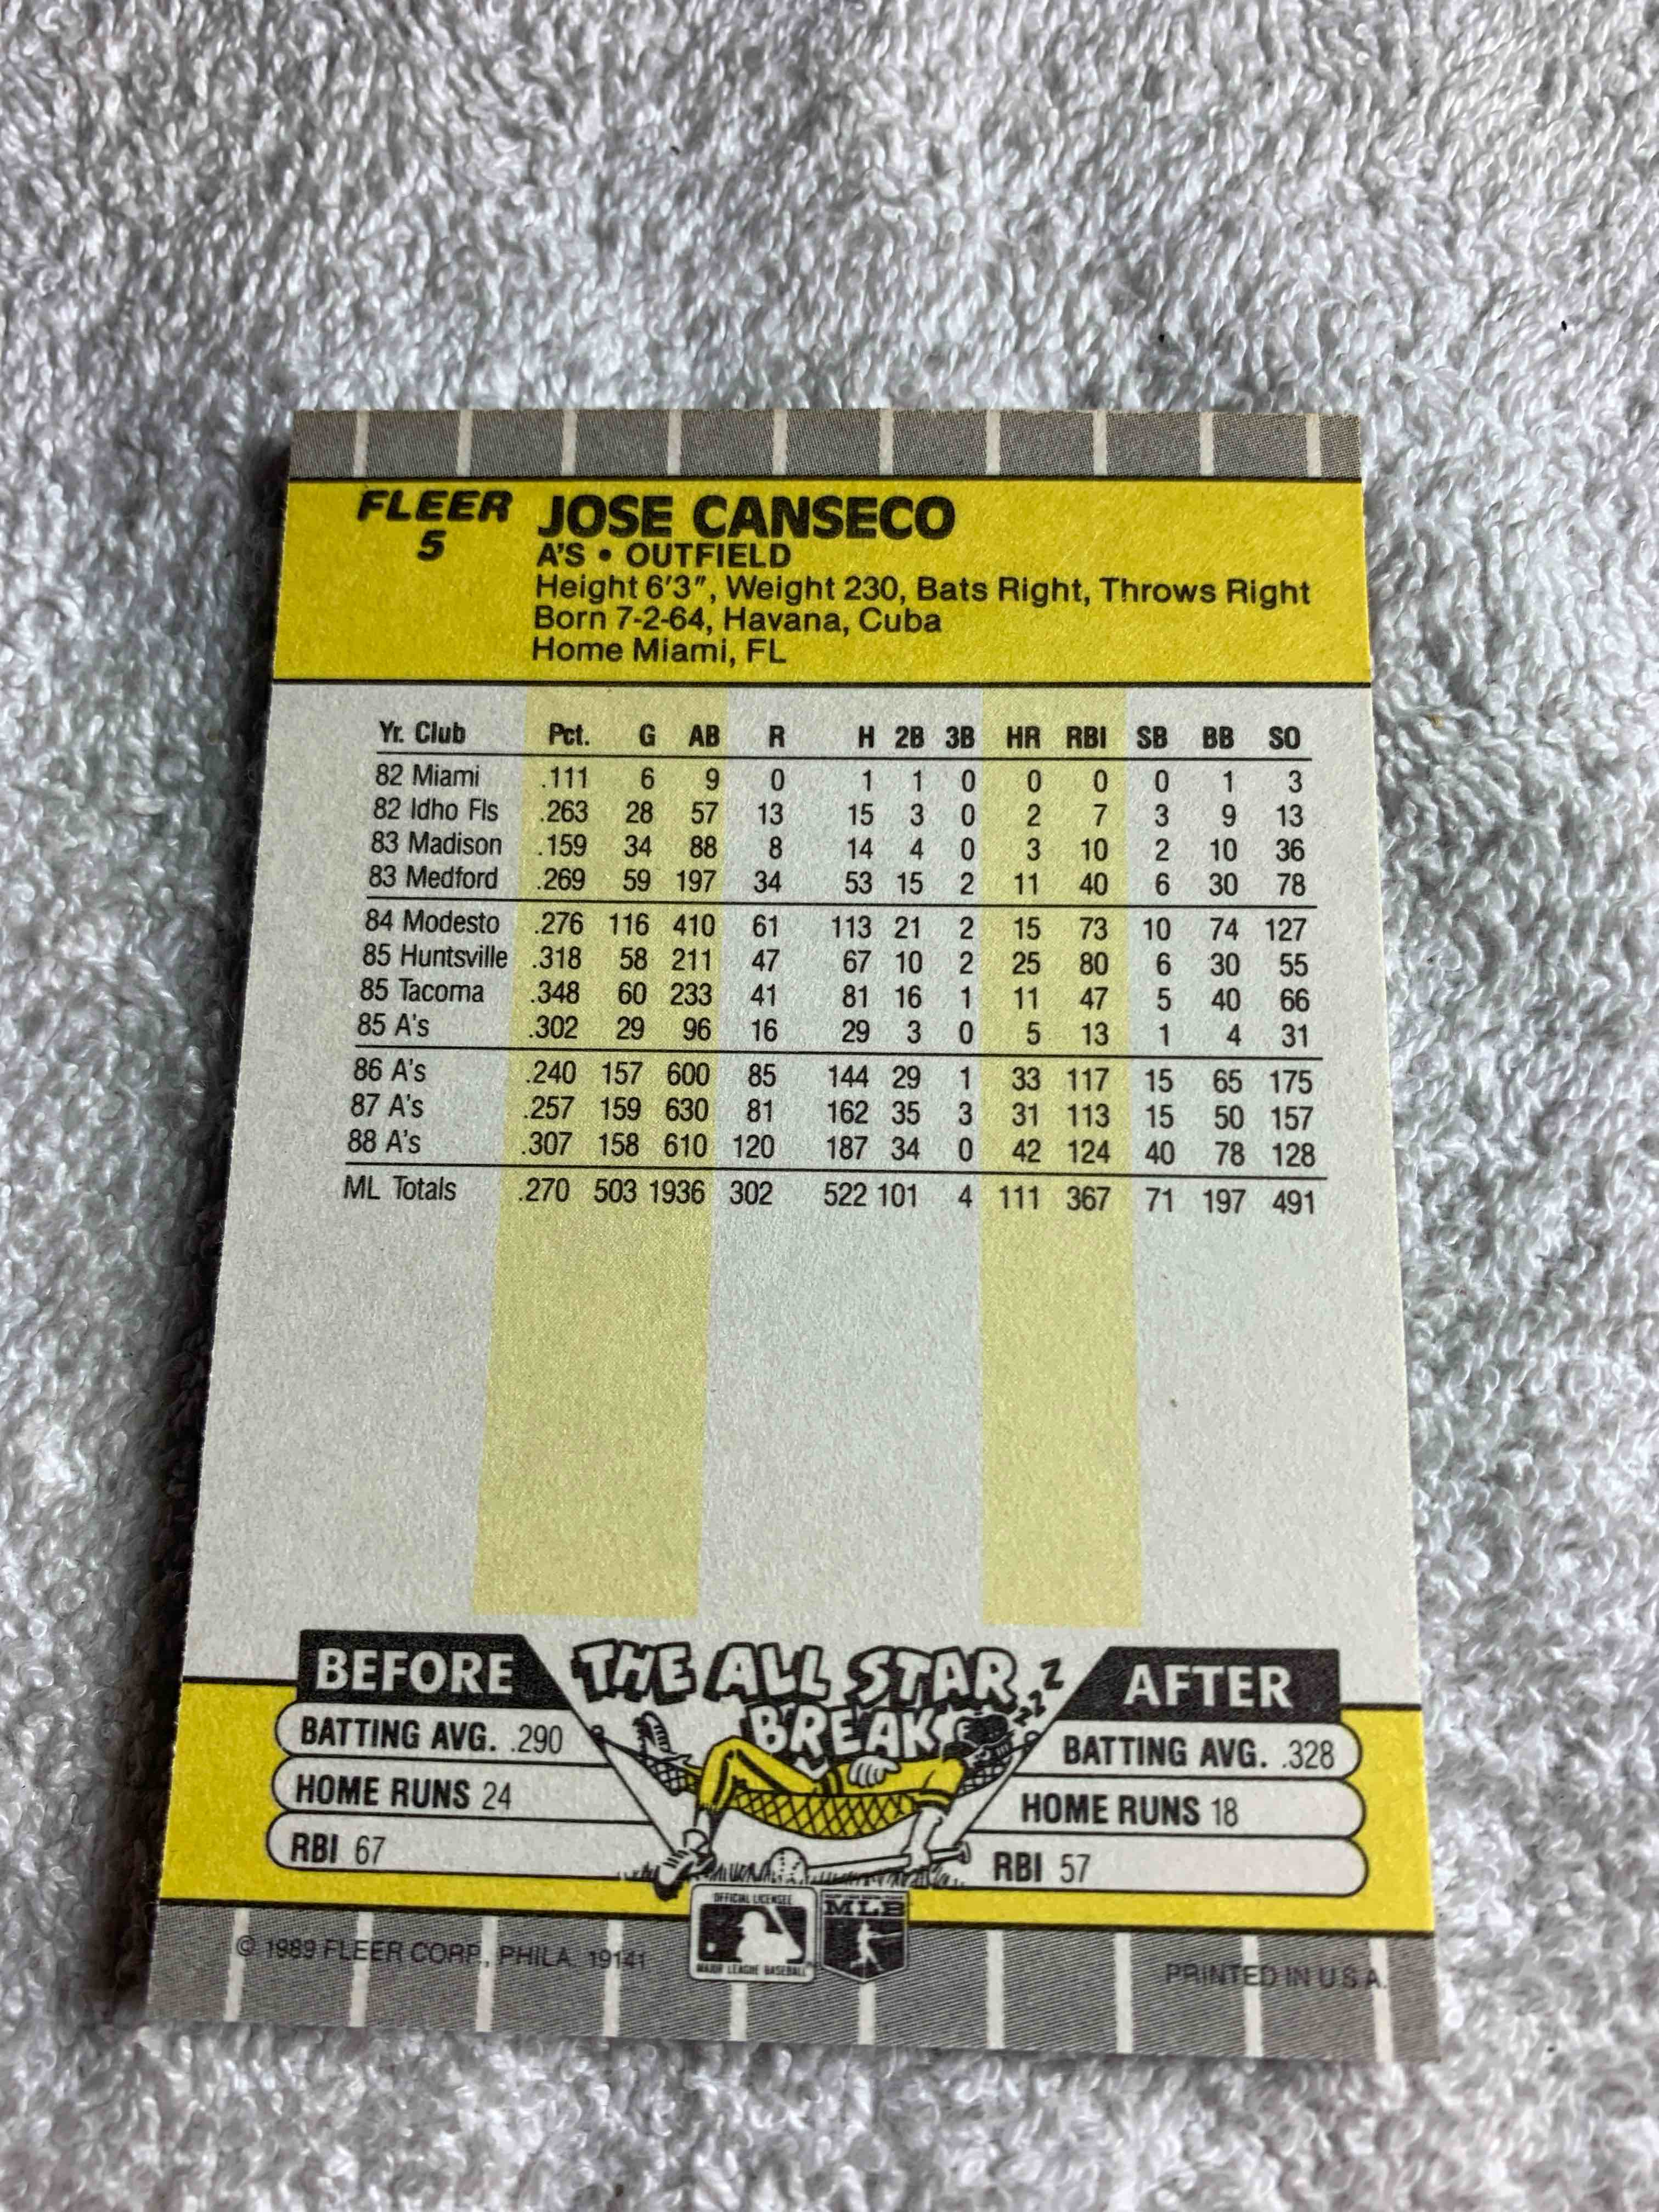 FLEER JOSE CANSECO
5 A'S • OUTFIELD
Height 6'3", Weight 230, Bats Right, Throws Right
Born 7-2-64, Havana, Cuba
Home Miami, FL
Yr. Club Pct. G AB R H 2B 3B HR RBI SB BB SO
82 Miami .111 6 9 0 1 1 0 0 0 0 1 3
82 Idho Fls .263 28 57 13 15 3 0 2 7 3 9 13
83 Madison .159 34 88 8 14 4 0 3 10 2 10 36
83 Medford .269 59 197 34 53 15 2 11 40 6 30 78
84 Modesto .276 116 410 61 113 21 2 15 73 10 74 127
85 Huntsville .318 58 211 47 67 10 2 25 80 6 30 55
85 Tacoma .348 60 233 41 81 16 1 11 47 5 40 66
85 A's .302 29 96 16 29 3 0 5 13 1 4 31
86 A's .240 157 600 85 144 29 1 33 117 15 65 175
87 A's .257 159 630 81 162 35 3 31 113 15 50 157
88 A's .307 158 610 120 187 34 0 42 124 40 78 128
ML Totals .270 503 1936 302 522 101 4 111 367 71 197 491
BEFORE THE ALL STAR BREAK ZZZ AFTER
BATTING AVG. .290 BATTING AVG. .328
HOME RUNS 24 HOME RUNS 18
RBI 67 RBI 57
OFFICIAL LICENSEE
MAJOR LEAGUE BASEBALL
MLB
© 1989 FLEER CORP., PHILA. 19141 PRINTED IN U.S.A.